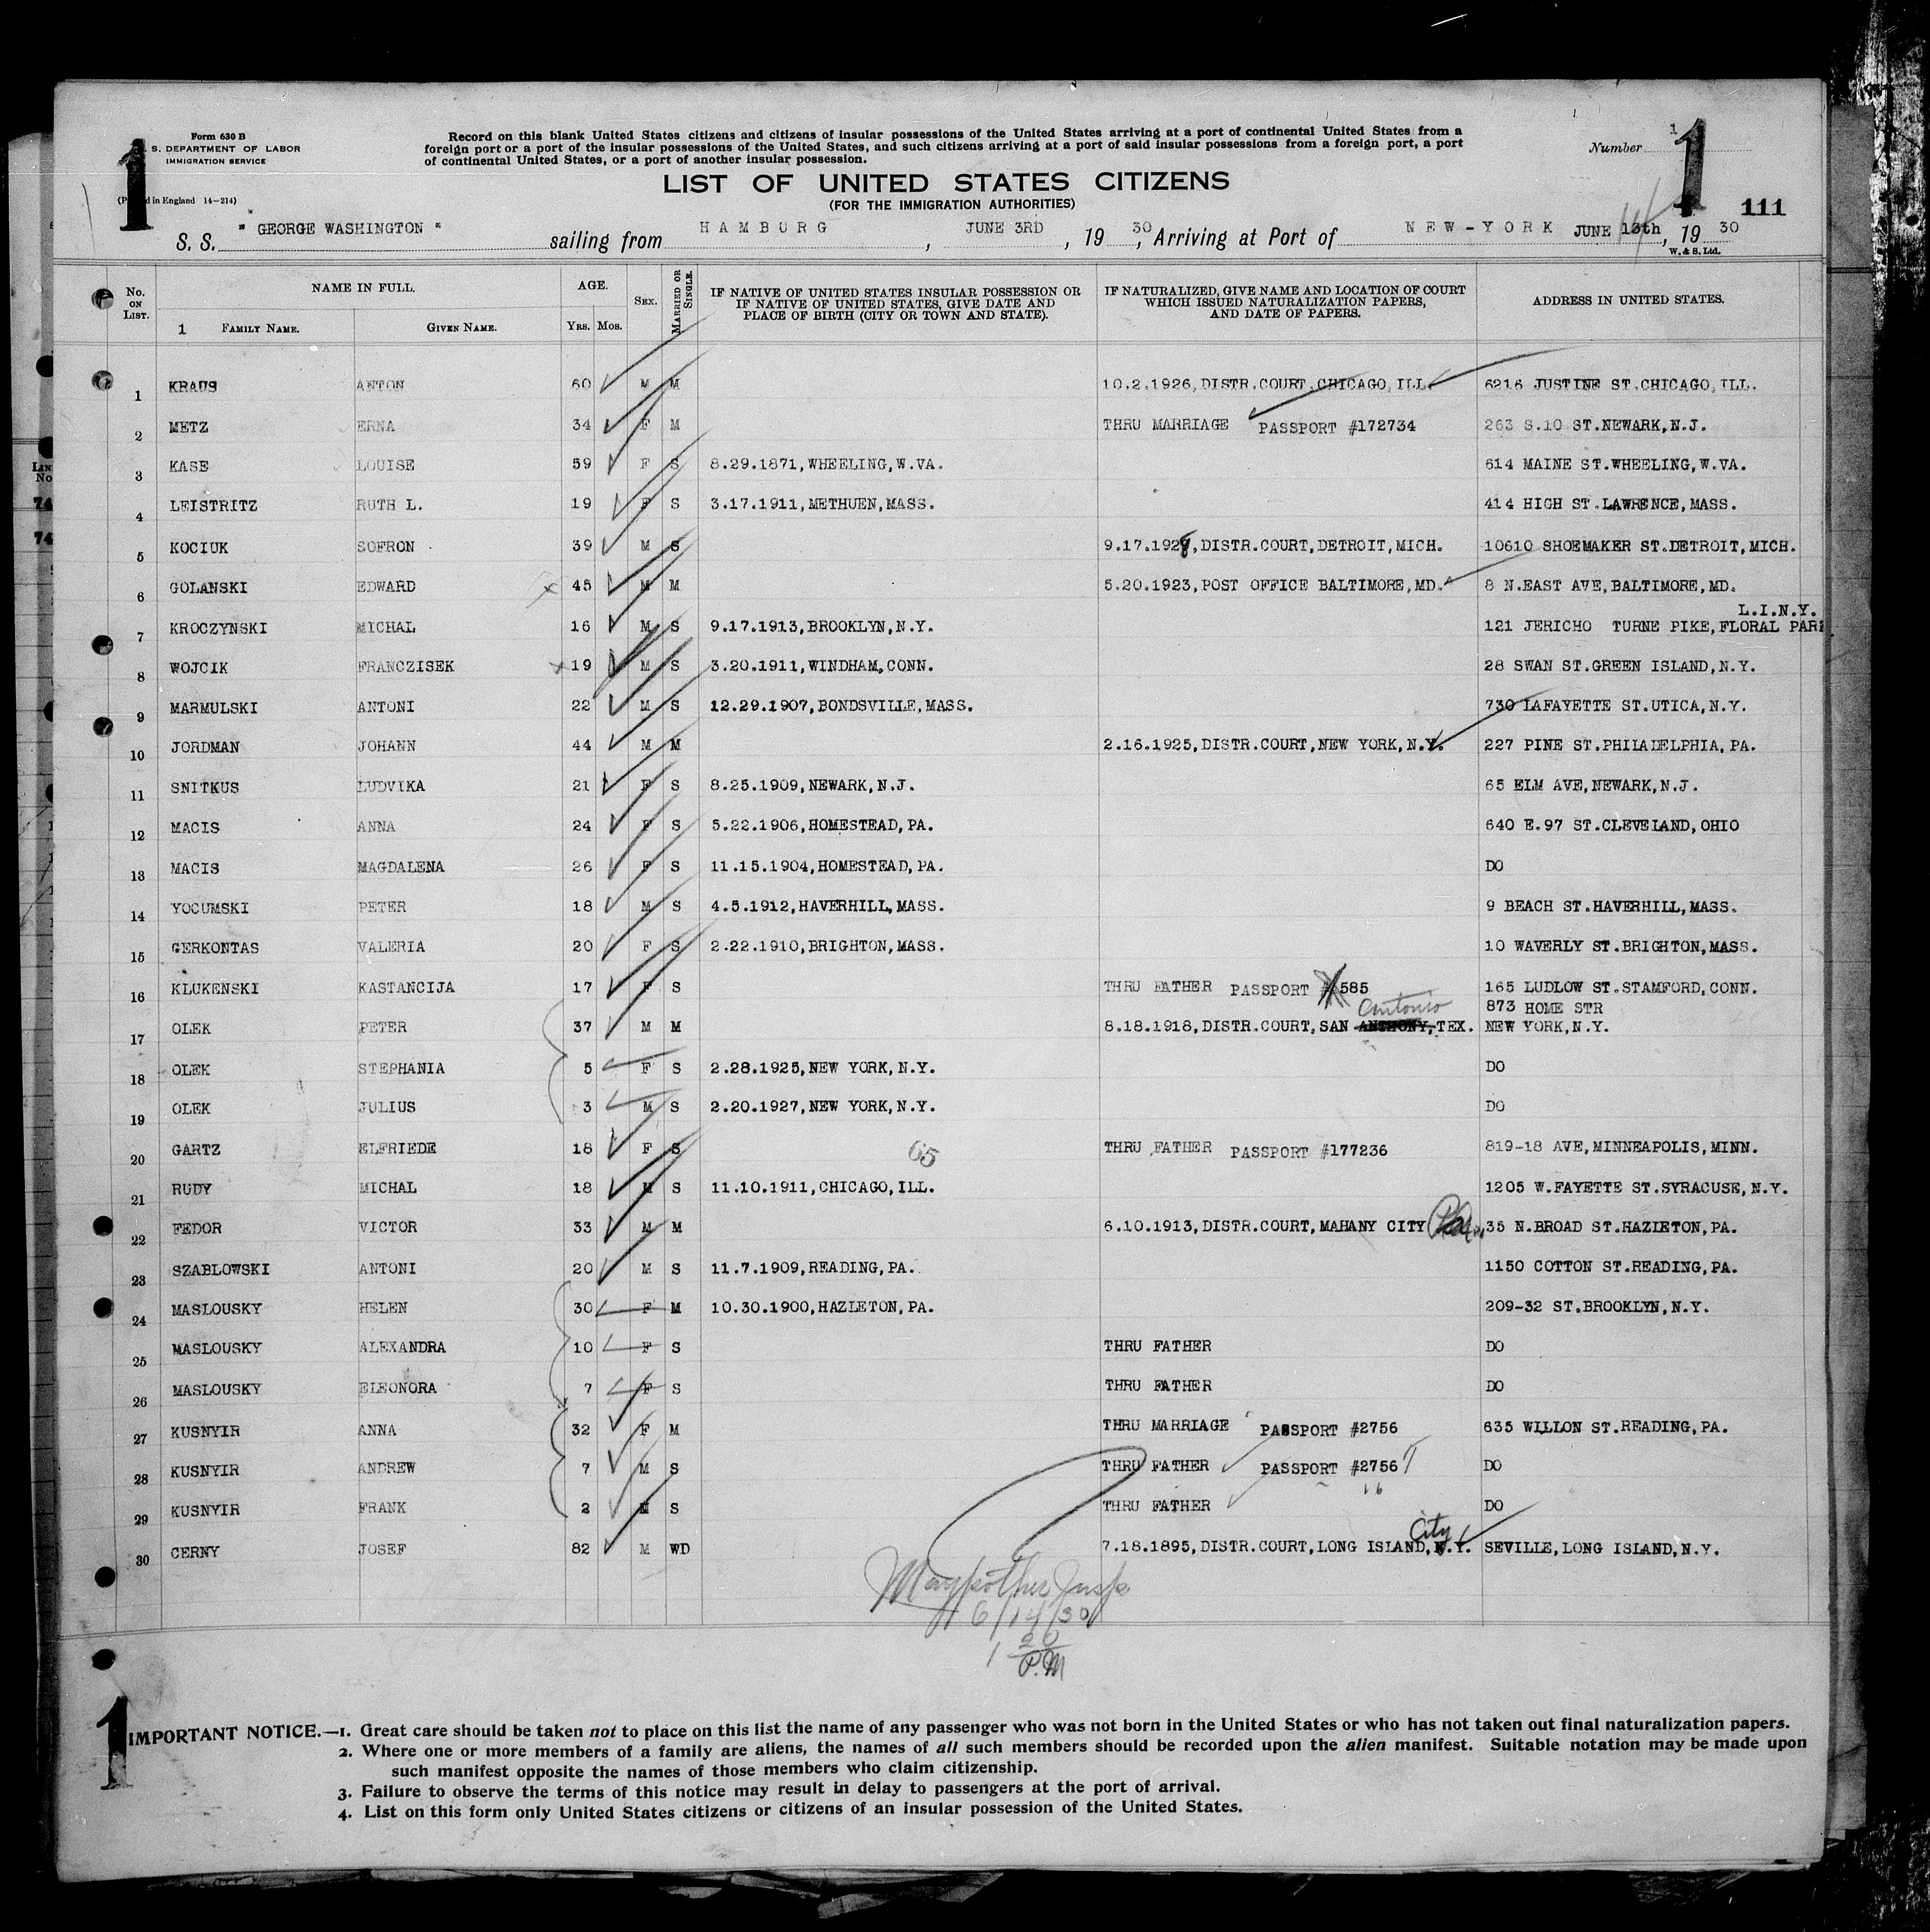 Form 630 B
S. DEPARTMENT OF LABOR
IMMIGRATION SERVICE
(P d in England 14—214)
1
Record on this blank United States citizens and citizens of insular possessions of the United States arriving at a port of continental United States from a
foreign port or a port of the insular possessions of the United States, and such citizens arriving at a port of said insular possessions from a foreign port, a port
of continental United States, or a port of another insular possession.
Number 1
1
111
LIST OF UNITED STATES CITIZENS
(FOR THE IMMIGRATION AUTHORITIES)
S. S. " GEORGE WASHINGTON " sailing from HAMBURG, JUNE 3RD, 19 30, Arriving at Port of NEW-YORK JUNE 13th 14, 19 30
W. & S. Ltd.
No. ON LIST. NAME IN FULL. AGE. SEX. MARRIED OR SINGLE. IF NATIVE OF UNITED STATES INSULAR POSSESSION OR IF NATIVE OF UNITED STATES, GIVE DATE AND PLACE OF BIRTH (CITY OR TOWN AND STATE). IF NATURALIZED, GIVE NAME AND LOCATION OF COURT WHICH ISSUED NATURALIZATION PAPERS, AND DATE OF PAPERS. ADDRESS IN UNITED STATES.
1 FAMILY NAME. GIVEN NAME. YRS. MOS.
1 KRAUS ANTON 60 M M 10.2.1926,DISTR.COURT.CHICAGO,ILL. 6216 JUSTINE ST.CHICAGO,ILL.
2 METZ ERNA 34 F M THRU MARRIAGE PASSPORT #172734 263 S.10 ST.NEWARK,N.J.
3 KASE LOUISE 59 F S 8.29.1871,WHEELING,W.VA. 614 MAINE ST.WHEELING,W.VA.
4 LEISTRITZ RUTH L. 19 F S 3.17.1911,METHUEN,MASS. 414 HIGH ST.LAWRENCE,MASS.
5 KOCIUK SOFRON 39 M S 9.17.1928,DISTR.COURT,DETROIT,MICH. 10610 SHOEMAKER ST.DETROIT,MICH.
6 GOLANSKI EDWARD x 45 M M 5.20.1923,POST OFFICE BALTIMORE,MD. 8 N.EAST AVE,BALTIMORE,MD.
L.I.N.Y.
7 KROCZYNSKI MICHAL 16 M S 9.17.1913,BROOKLYN,N.Y. 121 JERICHO TURNE PIKE,FLORAL PARK
8 WOJCIK FRANCZISEK x 19 M S 3.20.1911,WINDHAM,CONN. 28 SWAN ST.GREEN ISLAND,N.Y.
9 MARMULSKI ANTONI 22 M S 12.29.1907,BONDSVILLE,MASS. 730 LAFAYETTE ST.UTICA,N.Y.
10 JORDMAN JOHANN 44 M M 2.16.1925,DISTR.COURT,NEW YORK,N.Y. 227 PINE ST.PHILADELPHIA,PA.
11 SNITKUS LUDVIKA 21 F S 8.25.1909,NEWARK,N.J. 65 ELM AVE,NEWARK,N.J.
12 MACIS ANNA 24 F S 5.22.1906,HOMESTEAD,PA. 640 E.97 ST.CLEVELAND,OHIO
13 MACIS MAGDALENA 26 F S 11.15.1904,HOMESTEAD,PA. DO
14 YOCUMSKI PETER 18 M S 4.5.1912,HAVERHILL,MASS. 9 BEACH ST.HAVERHILL,MASS.
15 GERKONTAS VALERIA 20 F S 2.22.1910,BRIGHTON,MASS. 10 WAVERLY ST.BRIGHTON,MASS.
16 KLUKENSKI KASTANCIJA 17 F S THRU FATHER PASSPORT #585 165 LUDLOW ST.STAMFORD,CONN.
Antonio 873 HOME STR
17 OLEK PETER 37 M M 8.18.1918,DISTR.COURT,SAN ANTHONY,TEX. NEW YORK,N.Y.
18 OLEK STEPHANIA 5 F S 2.28.1925,NEW YORK,N.Y. DO
19 OLEK JULIUS 3 M S 2.20.1927,NEW YORK,N.Y. DO
20 GARTZ ELFRIEDE 18 F S 65 THRU FATHER PASSPORT #177236 819-18 AVE,MINNEAPOLIS,MINN.
21 RUDY MICHAL 18 M S 11.10.1911,CHICAGO,ILL. 1205 W.FAYETTE ST.SYRACUSE,N.Y.
22 FEDOR VICTOR 33 M M 6.10.1913,DISTR.COURT,MAHANY CITY 35 N.BROAD ST.HAZLETON,PA.
23 SZABLOWSKI ANTONI 20 M S 11.7.1909,READING,PA. 1150 COTTON ST.READING,PA.
24 MASLOUSKY HELEN 30 F M 10.30.1900,HAZLETON,PA. 209-32 ST.BROOKLYN,N.Y.
25 MASLOUSKY ALEXANDRA 10 F S THRU FATHER DO
26 MASLOUSKY ELEONORA 7 F S THRU FATHER DO
27 KUSNYIR ANNA 32 F M THRU MARRIAGE PASSPORT #2756 635 WILLON ST.READING,PA.
28 KUSNYIR ANDREW 7 M S THRU FATHER PASSPORT #2756 DO
29 KUSNYIR FRANK 2 M S THRU FATHER DO
City
30 CERNY JOSEF 82 M WD 7.18.1895,DISTR.COURT,LONG ISLAND,N.Y. SEVILLE,LONG ISLAND,N.Y.
6/14/30
1 20
P.M
1
IMPORTANT NOTICE.—1. Great care should be taken not to place on this list the name of any passenger who was not born in the United States or who has not taken out final naturalization papers.
2. Where one or more members of a family are aliens, the names of all such members should be recorded upon the alien manifest. Suitable notation may be made upon
such manifest opposite the names of those members who claim citizenship.
3. Failure to observe the terms of this notice may result in delay to passengers at the port of arrival.
4. List on this form only United States citizens or citizens of an insular possession of the United States.